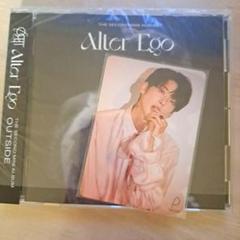 THE SECOND MINI ALBUM
Alter Ego
Alter Ego
THE SECOND MINI ALBUM
OUTSIDE